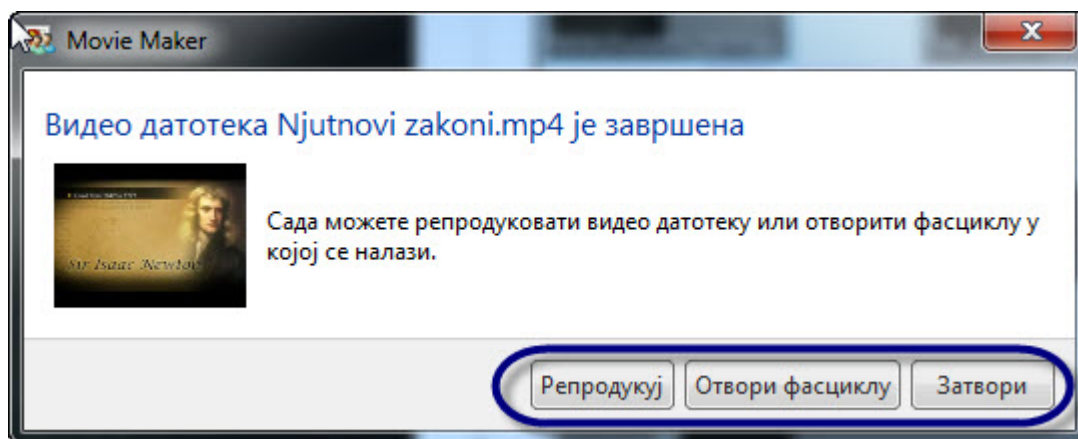 Movie Maker
Видео датотека Njutnovi zakoni.mp4 је завршена
Sir Isaac Newton
Сада можете репродуковати видео датотеку или отворити фасциклу у
којој се налази.
Репродукуј Отвори фасциклу Затвори